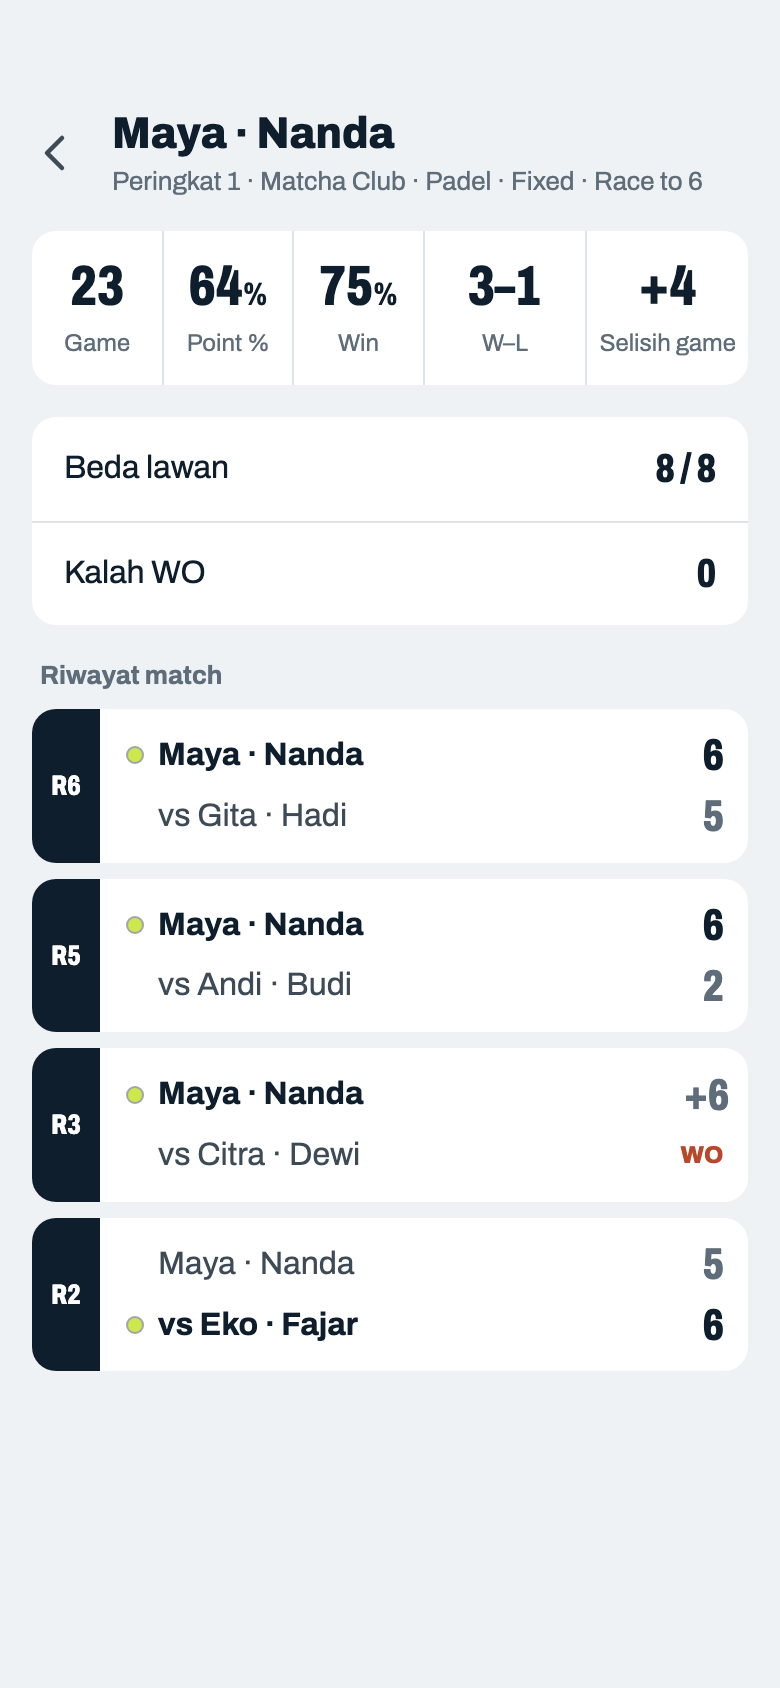 Maya · Nanda
Peringkat 1 · Matcha Club · Padel · Fixed · Race to 6
23
Game
64%
Point %
75%
Win
3–1
W–L
+4
Selisih game
Beda lawan 8/8
Kalah WO 0
Riwayat match
R6
Maya · Nanda 6
vs Gita · Hadi 5
R5
Maya · Nanda 6
vs Andi · Budi 2
R3
Maya · Nanda +6
vs Citra · Dewi WO
R2
Maya · Nanda 5
vs Eko · Fajar 6